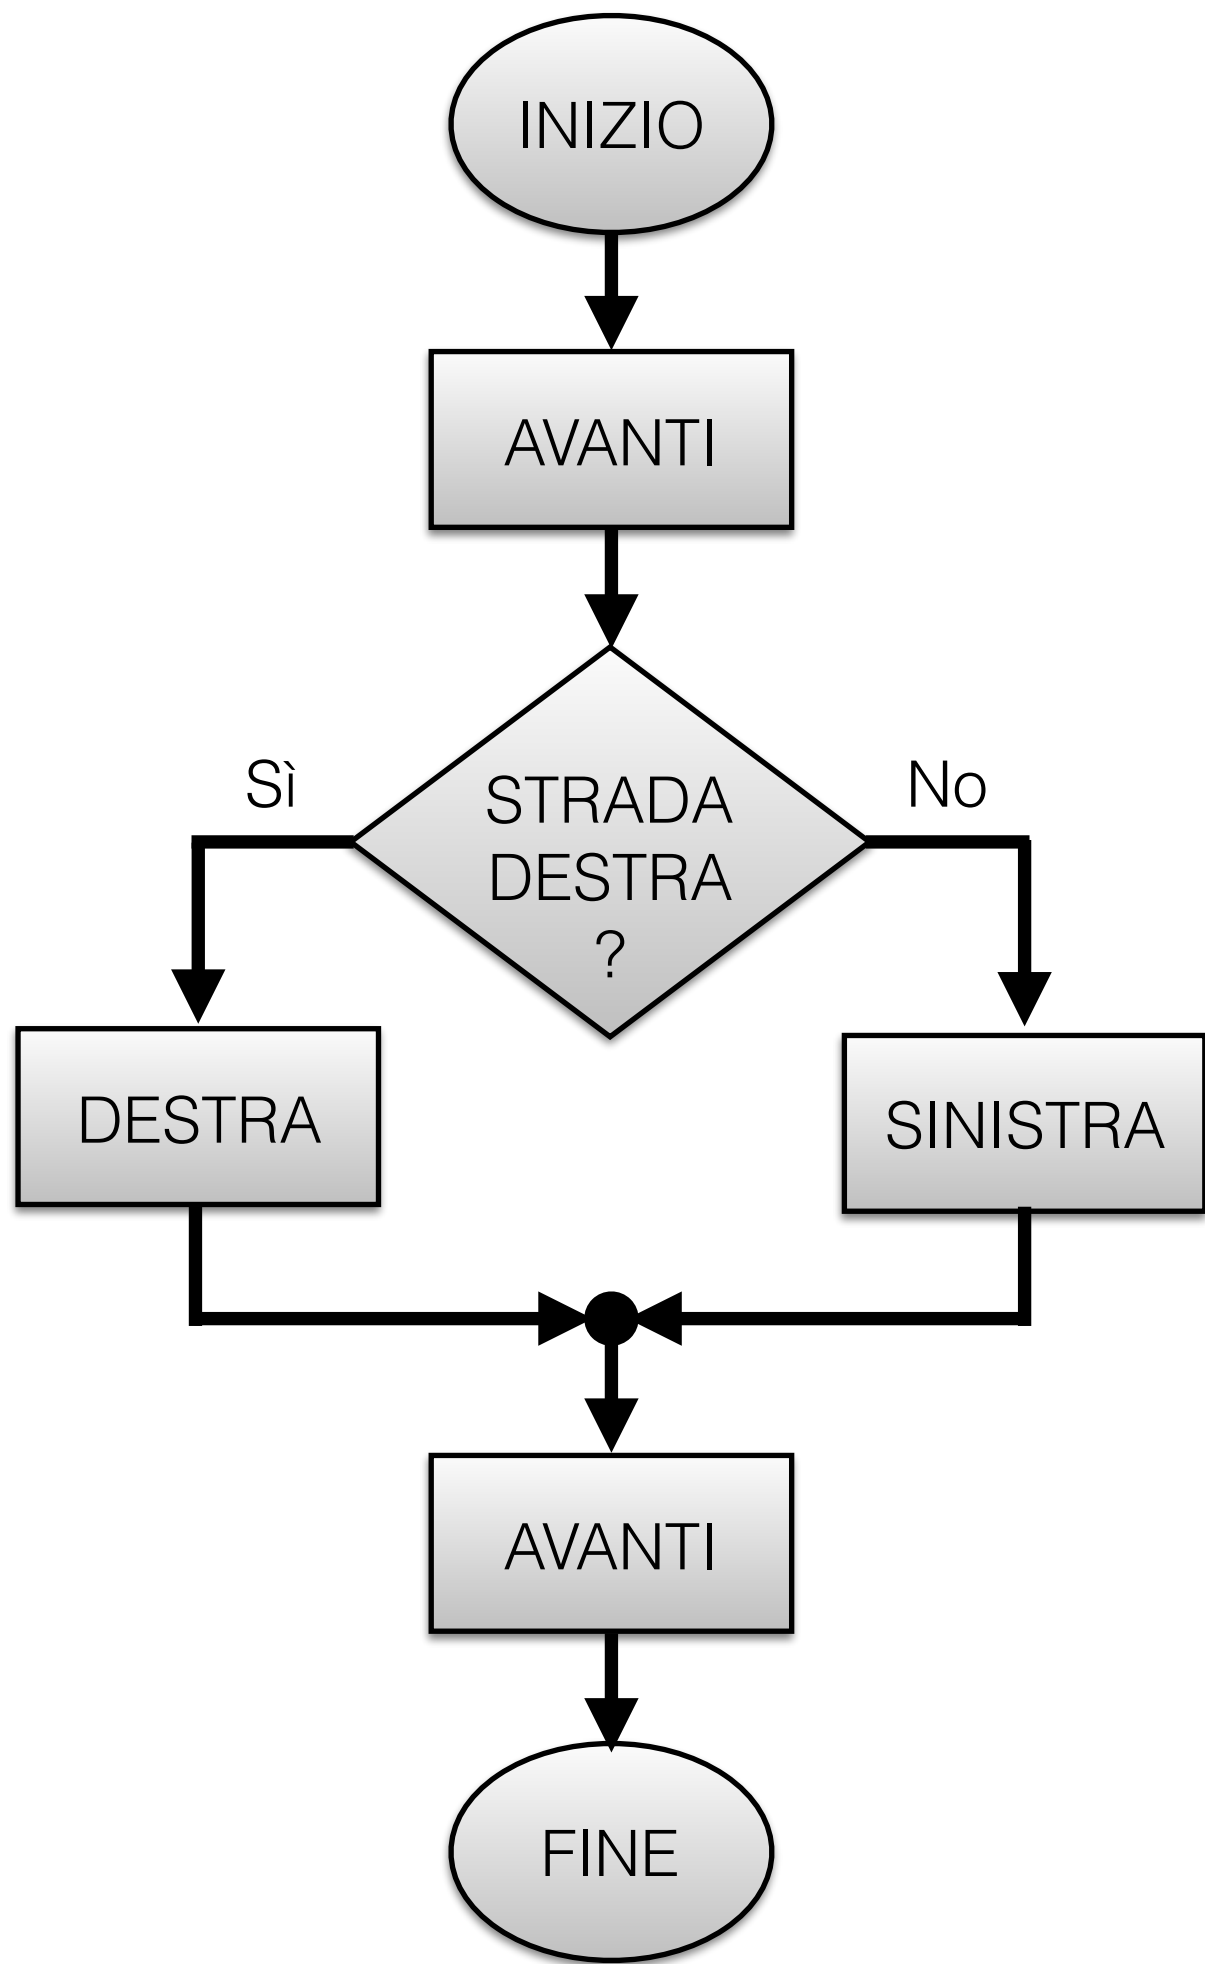 INIZIO
AVANTI
Sì
No
STRADA
DESTRA
?
DESTRA
SINISTRA
AVANTI
FINE